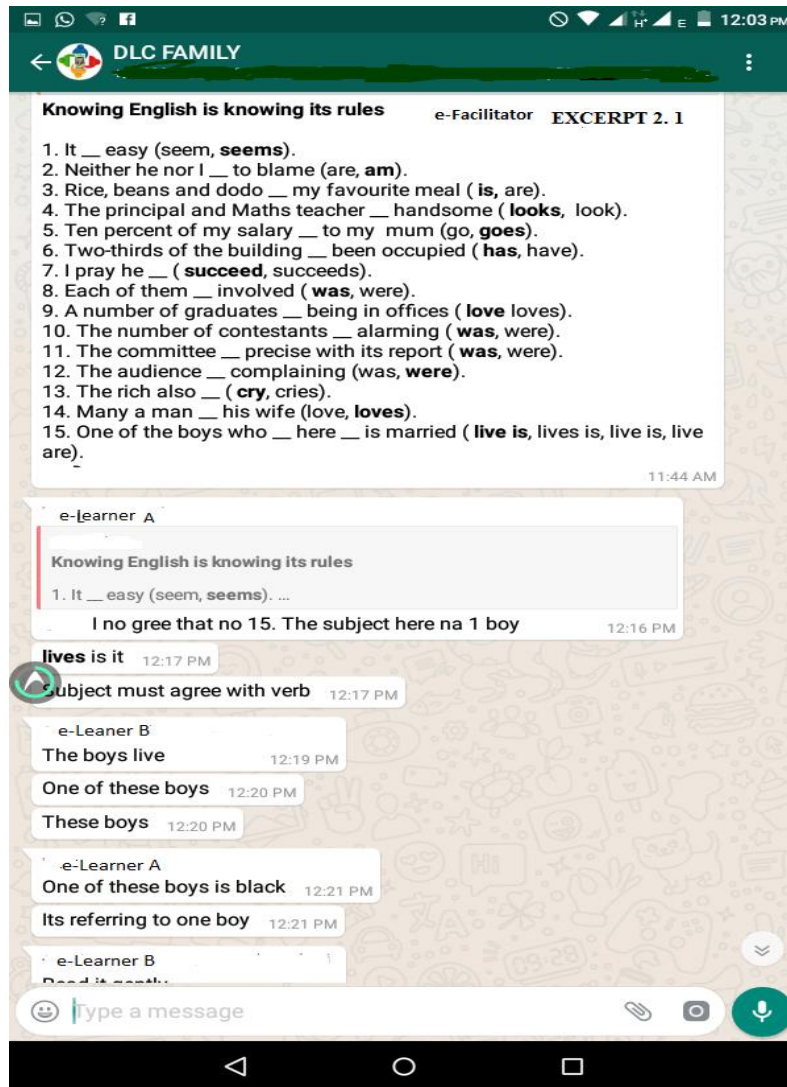 12:03 PM
DLC FAMILY
Knowing English is knowing its rules
e-Facilitator EXCERPT 2. 1
1. It __ easy (seem, seems).
2. Neither he nor I __ to blame (are, am).
3. Rice, beans and dodo __ my favourite meal ( is, are).
4. The principal and Maths teacher __ handsome ( looks, look).
5. Ten percent of my salary __ to my mum (go, goes).
6. Two-thirds of the building __ been occupied ( has, have).
7. I pray he __ ( succeed, succeeds).
8. Each of them __ involved ( was, were).
9. A number of graduates __ being in offices ( love loves).
10. The number of contestants __ alarming ( was, were).
11. The committee __ precise with its report ( was, were).
12. The audience __ complaining (was, were).
13. The rich also __ ( cry, cries).
14. Many a man __ his wife (love, loves).
15. One of the boys who __ here __ is married ( live is, lives is, live is, live
are).
11:44 AM
e-learner A
Knowing English is knowing its rules
1. It __ easy (seem, seems). ...
I no gree that no 15. The subject here na 1 boy 12:16 PM
lives is it 12:17 PM
Subject must agree with verb 12:17 PM
e-Leaner B
The boys live 12:19 PM
One of these boys 12:20 PM
These boys 12:20 PM
e-Learner A
One of these boys is black 12:21 PM
Its referring to one boy 12:21 PM
e-Learner B
Type a message